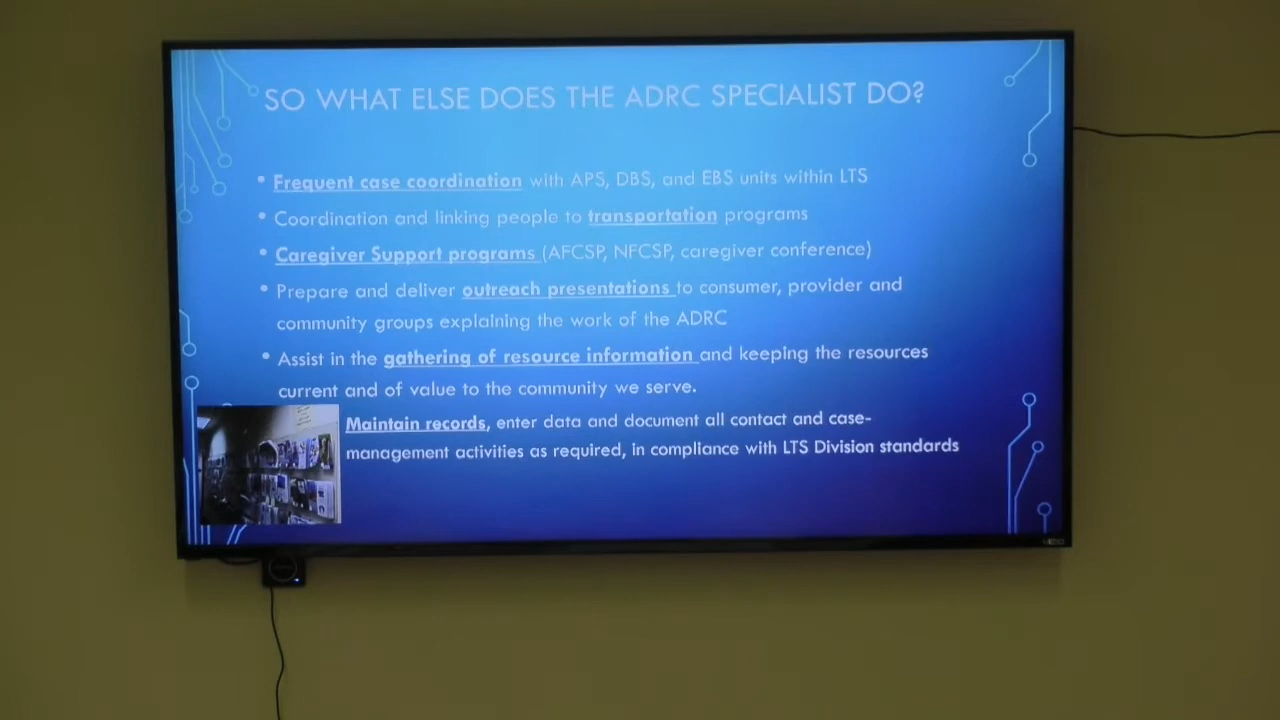 SO WHAT ELSE DOES THE ADRC SPECIALIST DO?
• Frequent case coordination with APS, DBS, and EBS units within LTS
• Coordination and linking people to transportation programs
• Caregiver Support programs (AFCSP, NFCSP, caregiver conference)
• Prepare and deliver outreach presentations to consumer, provider and
community groups explaining the work of the ADRC
• Assist in the gathering of resource information and keeping the resources
current and of value to the community we serve.
Maintain records, enter data and document all contact and case-
management activities as required, in compliance with LTS Division standards
VIZIO